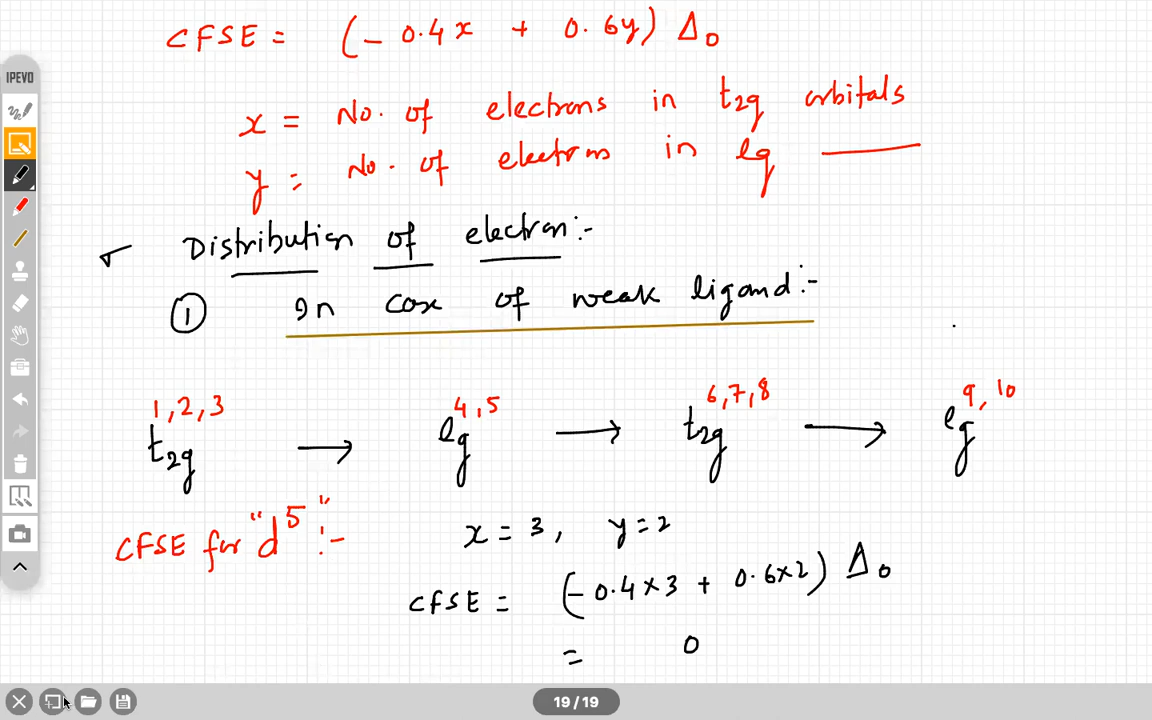 IPEVO
CFSE = (- 0.4x + 0.6y) Δ₀
x = No. of electrons in t₂g orbitals
y = No. of electrons in eg ———
Distribution of electron :-
① In case of weak ligand :-
1, 2, 3 4, 5 6, 7, 8 9, 10
t₂g → eg → t₂g → eg
CFSE for "d⁵" :- x = 3, y = 2
CFSE = (- 0.4 x 3 + 0.6 x 2) Δ₀
= 0
19 / 19